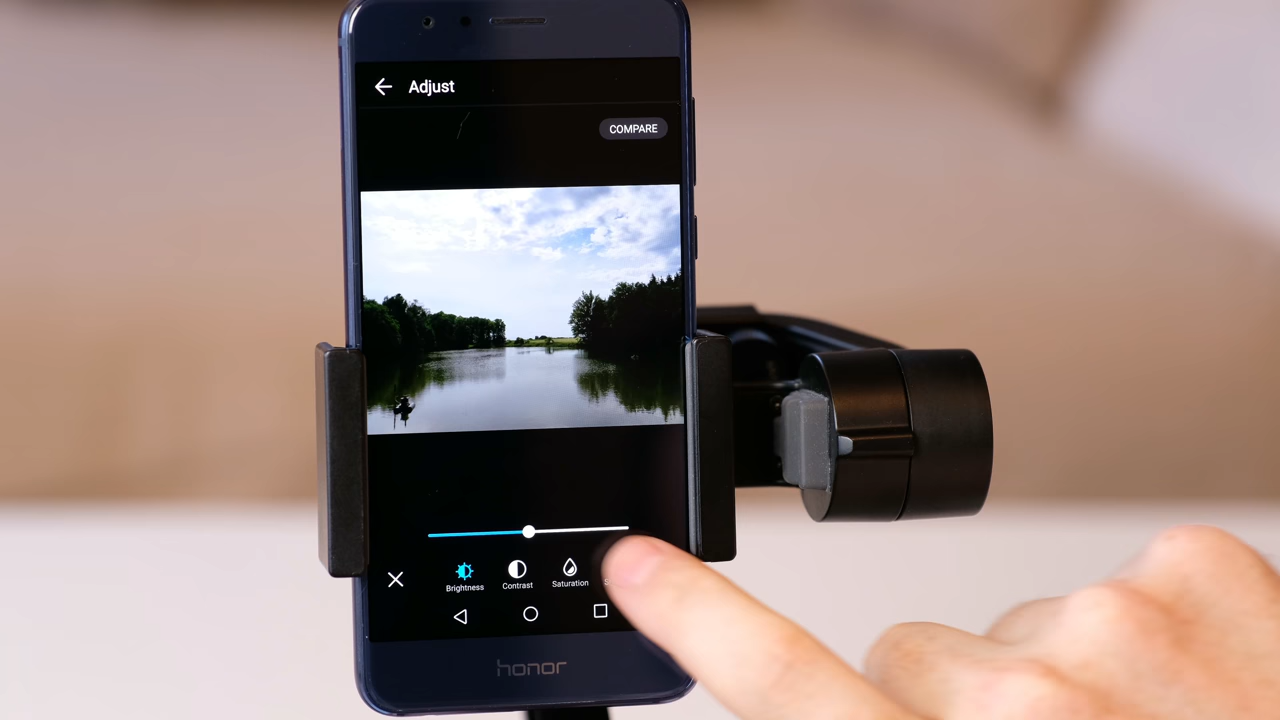 Adjust
COMPARE
Brightness
Contrast
Saturation
honor